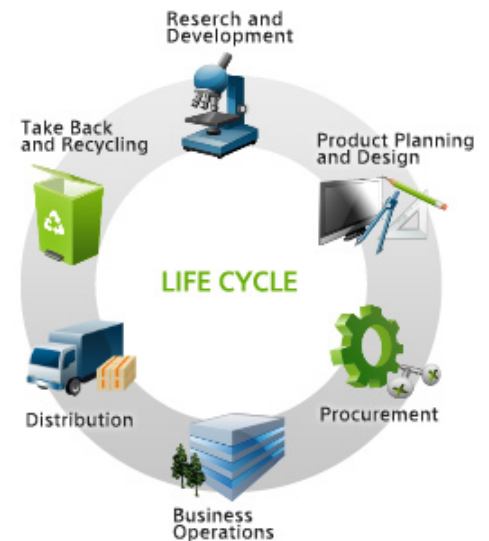 Reserch and
Development
Product Planning
and Design
Procurement
Business
Operations
Distribution
Take Back
and Recycling
LIFE CYCLE